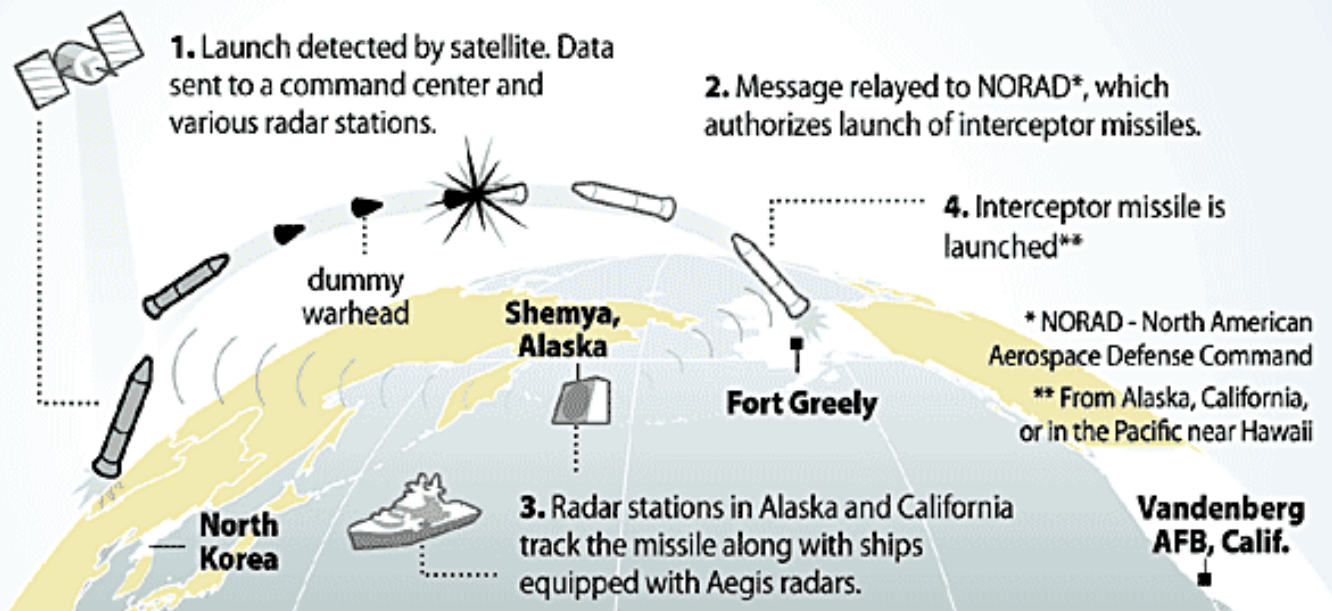 1. Launch detected by satellite. Data
sent to a command center and
various radar stations.
2. Message relayed to NORAD*, which
authorizes launch of interceptor missiles.
4. Interceptor missile is
launched**
dummy
warhead
Shemya,
Alaska
* NORAD - North American
Aerospace Defense Command
** From Alaska, California,
or in the Pacific near Hawaii
Fort Greely
North
Korea
3. Radar stations in Alaska and California
track the missile along with ships
equipped with Aegis radars.
Vandenberg
AFB, Calif.